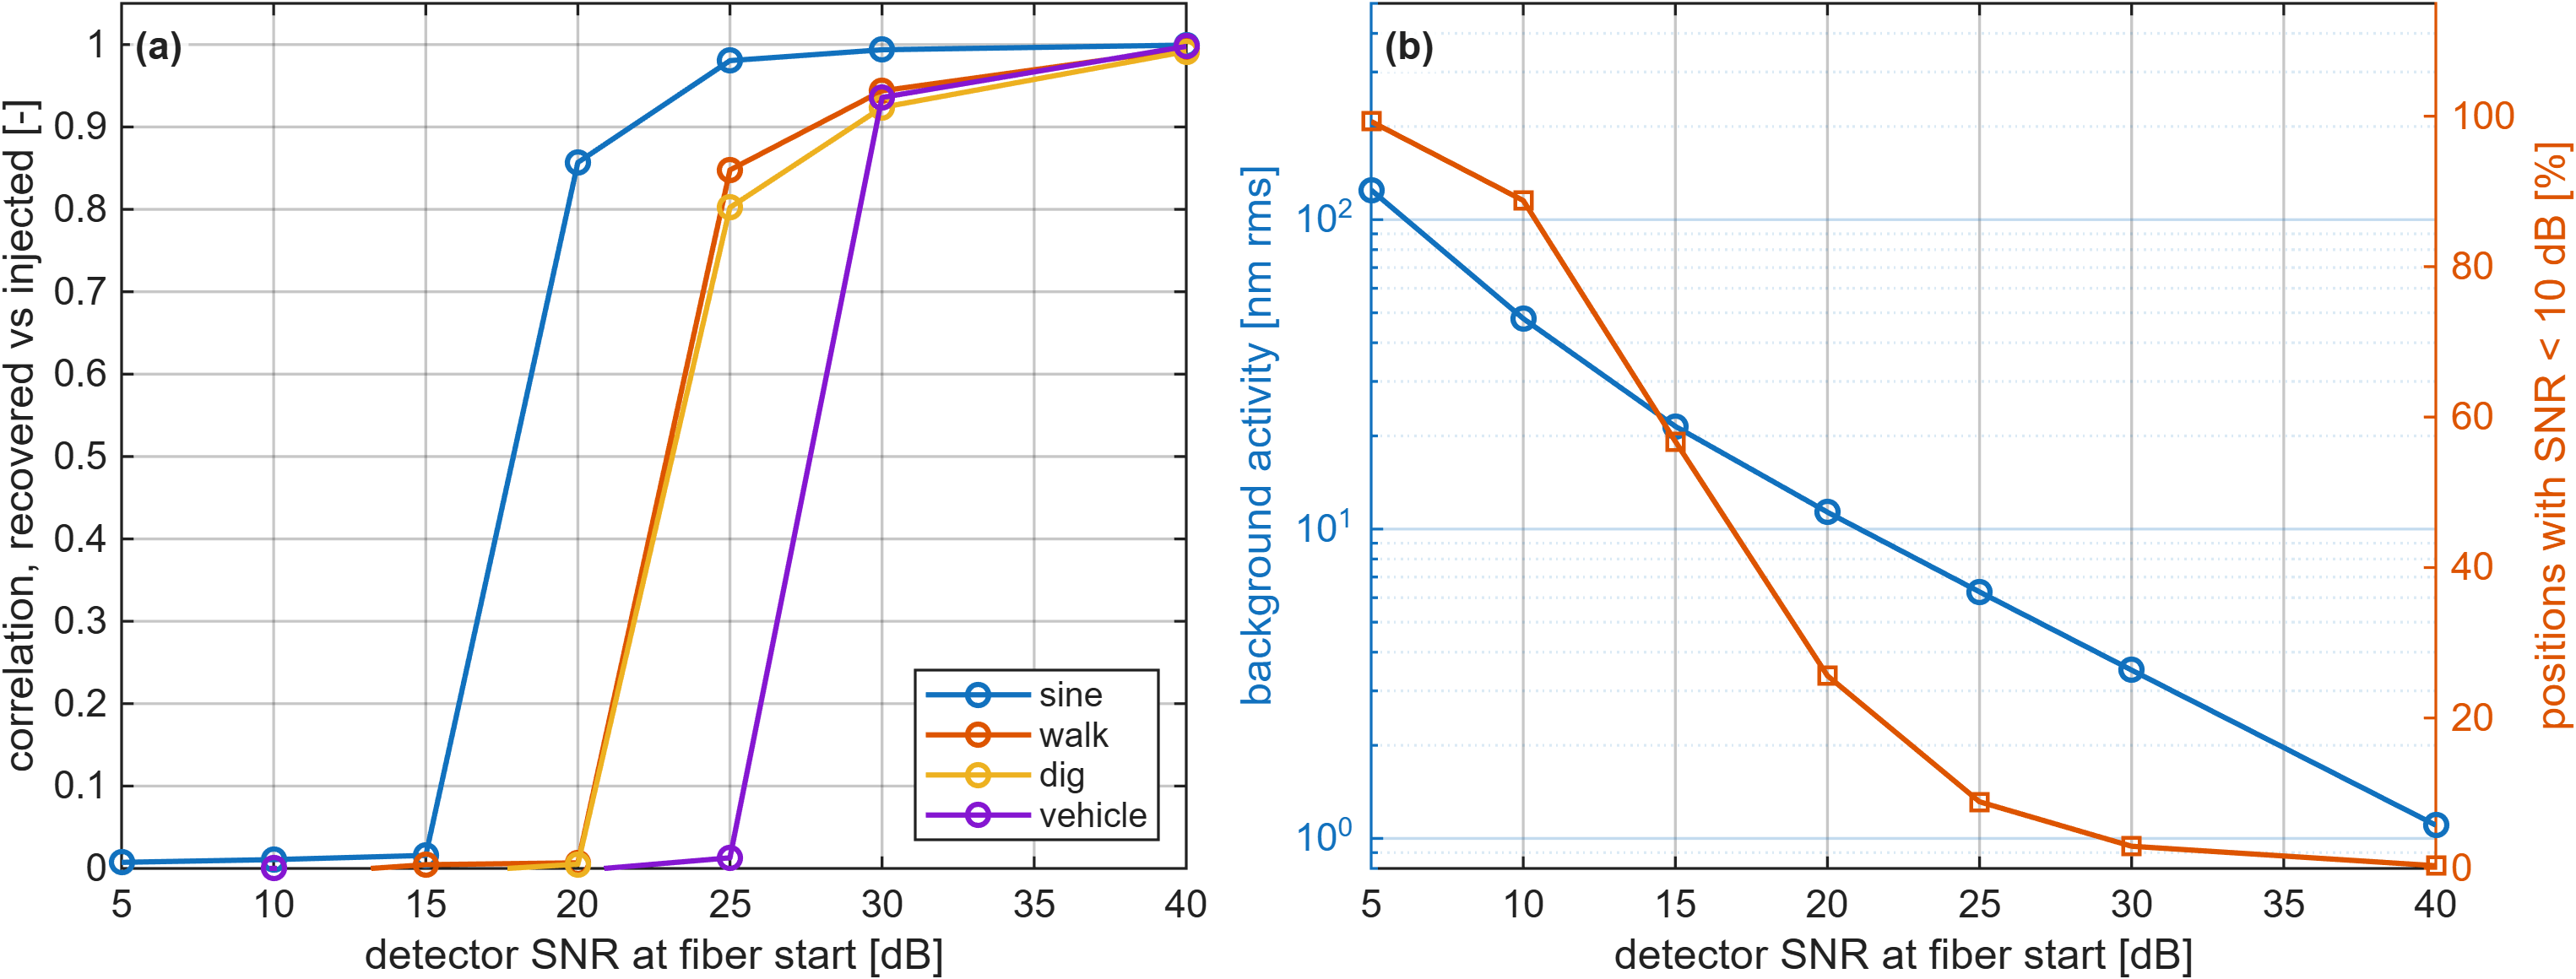 (a)
correlation, recovered vs injected [-]
1
0.9
0.8
0.7
0.6
0.5
0.4
0.3
0.2
0.1
0
5 10 15 20 25 30 35 40
detector SNR at fiber start [dB]
sine
walk
dig
vehicle
(b)
background activity [nm rms]
10²
10¹
10⁰
positions with SNR < 10 dB [%]
100
80
60
40
20
0
5 10 15 20 25 30 35 40
detector SNR at fiber start [dB]